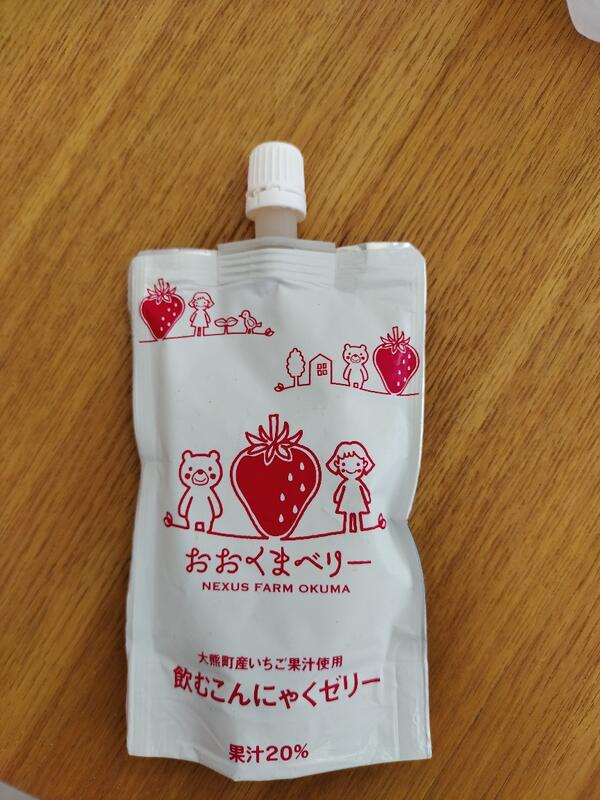 おおくまベリー
NEXUS FARM OKUMA
大熊町産いちご果汁使用
飲むこんにゃくゼリー
果汁20%